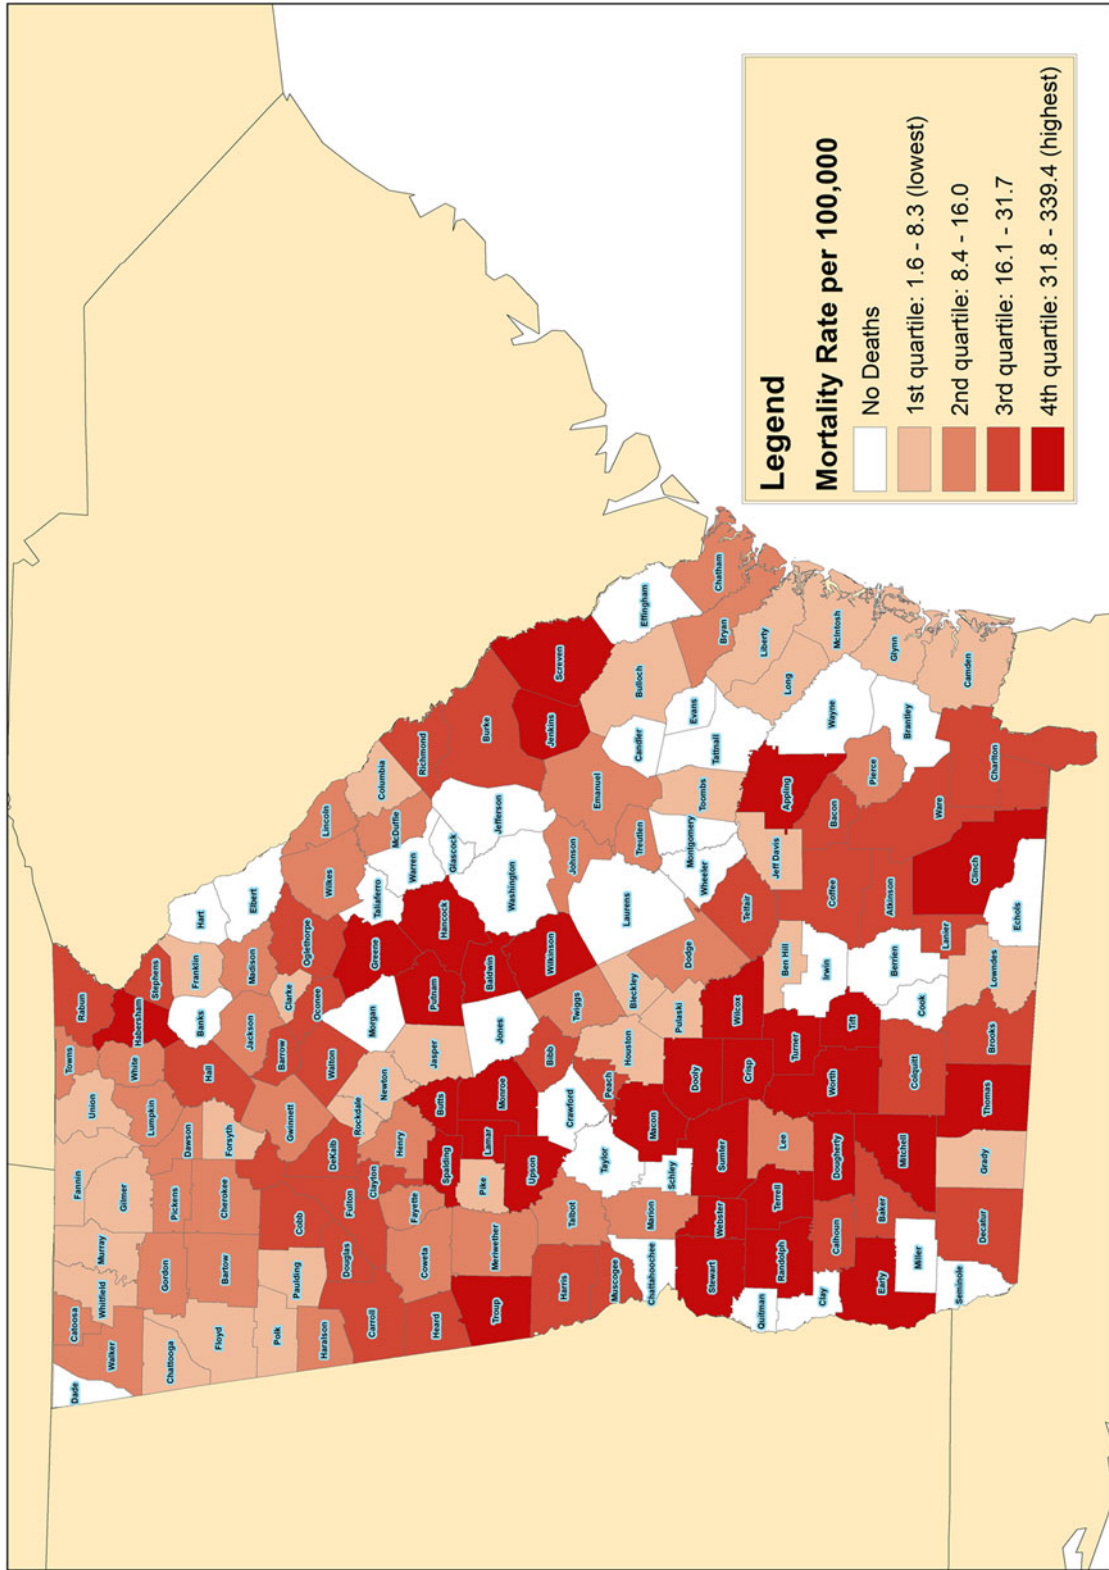 Legend
Mortality Rate per 100,000
No Deaths
1st quartile: 1.6 - 8.3 (lowest)
2nd quartile: 8.4 - 16.0
3rd quartile: 16.1 - 31.7
4th quartile: 31.8 - 339.4 (highest)
Dade
Catoosa
Walker
Whitfield
Murray
Fannin
Union
Towns
Rabun
Gilmer
Chattooga
Gordon
Pickens
Lumpkin
White
Habersham
Stephens
Dawson
Floyd
Bartow
Cherokee
Forsyth
Hall
Banks
Franklin
Hart
Polk
Paulding
Cobb
Gwinnett
Jackson
Madison
Elbert
Haralson
Douglas
Fulton
DeKalb
Barrow
Clarke
Oglethorpe
Wilkes
Lincoln
Carroll
Clayton
Rockdale
Walton
Oconee
Heard
Coweta
Fayette
Henry
Newton
Morgan
Greene
Taliaferro
Warren
McDuffie
Columbia
Richmond
Troup
Meriwether
Spalding
Pike
Butts
Lamar
Monroe
Jasper
Putnam
Hancock
Glascock
Jefferson
Burke
Upson
Jones
Baldwin
Washington
Jenkins
Screven
Harris
Talbot
Crawford
Bibb
Twiggs
Wilkinson
Johnson
Emanuel
Muscogee
Taylor
Peach
Houston
Bleckley
Laurens
Treutlen
Candler
Bulloch
Effingham
Chattahoochee
Marion
Schley
Macon
Pulaski
Dodge
Montgomery
Wheeler
Toombs
Evans
Tattnall
Bryan
Chatham
Stewart
Webster
Sumter
Dooly
Wilcox
Telfair
Quitman
Randolph
Terrell
Lee
Crisp
Turner
Ben Hill
Jeff Davis
Appling
Long
Liberty
Clay
Calhoun
Dougherty
Worth
Tift
Irwin
Coffee
Bacon
Wayne
McIntosh
Early
Baker
Mitchell
Colquitt
Cook
Berrien
Atkinson
Pierce
Brantley
Glynn
Miller
Ware
Camden
Seminole
Decatur
Grady
Thomas
Brooks
Lowndes
Lanier
Clinch
Echols
Charlton